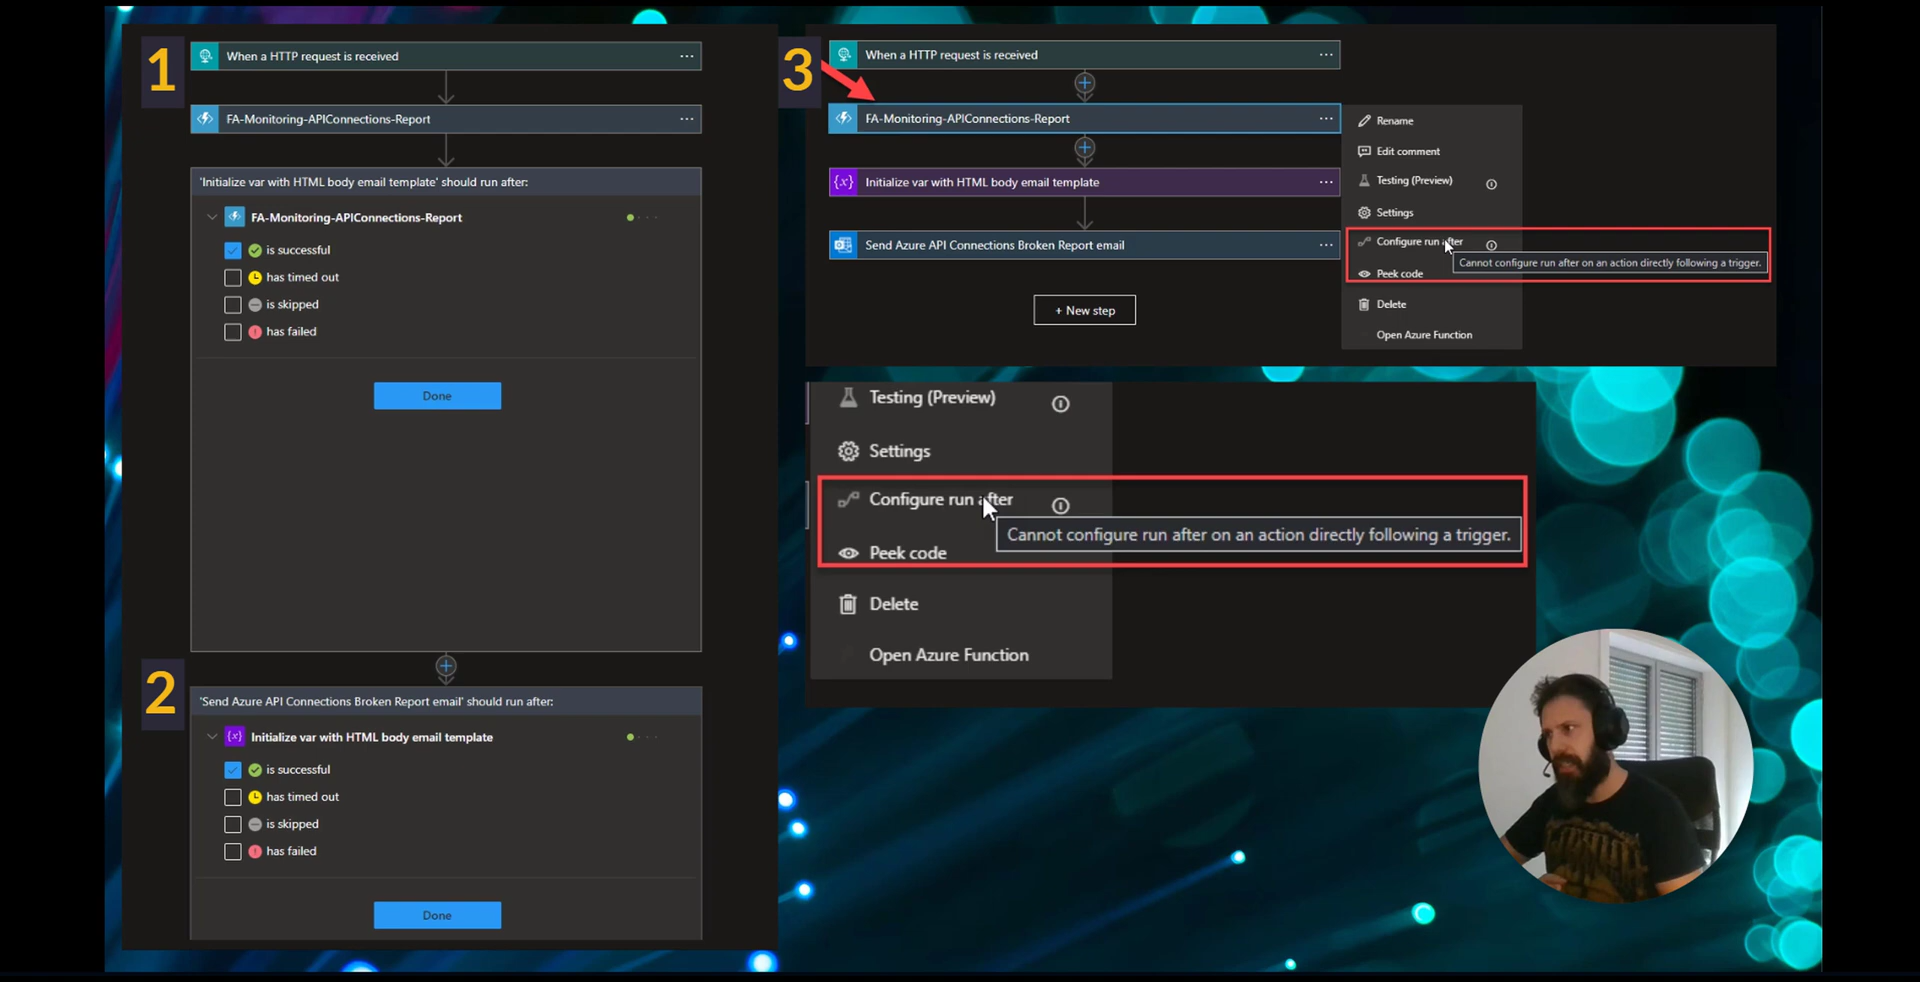 1
When a HTTP request is received
FA-Monitoring-APIConnections-Report
'Initialize var with HTML body email template' should run after:
FA-Monitoring-APIConnections-Report
is successful
has timed out
is skipped
has failed
Done
2
'Send Azure API Connections Broken Report email' should run after:
Initialize var with HTML body email template
is successful
has timed out
is skipped
has failed
Done
3
When a HTTP request is received
FA-Monitoring-APIConnections-Report
Initialize var with HTML body email template
Send Azure API Connections Broken Report email
+ New step
Rename
Edit comment
Testing (Preview)
Settings
Configure run after
Cannot configure run after on an action directly following a trigger.
Peek code
Delete
Open Azure Function
Testing (Preview)
Settings
Configure run after
Cannot configure run after on an action directly following a trigger.
Peek code
Delete
Open Azure Function